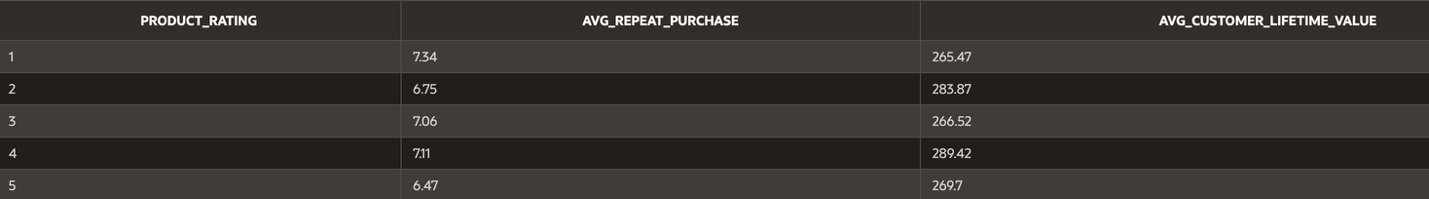 PRODUCT_RATING AVG_REPEAT_PURCHASE AVG_CUSTOMER_LIFETIME_VALUE
1 7.34 265.47
2 6.75 283.87
3 7.06 266.52
4 7.11 289.42
5 6.47 269.7